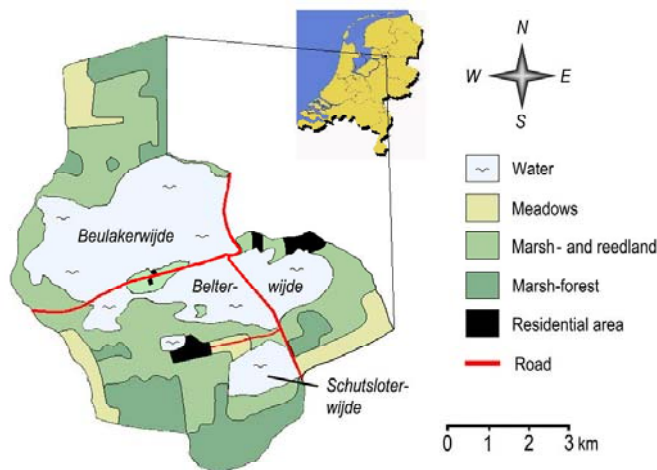 N
W E
S
Water
Meadows
Marsh- and reedland
Marsh-forest
Residential area
Road
0 1 2 3 km
Beulakerwijde
Belter-
wijde
Schutsloter-
wijde